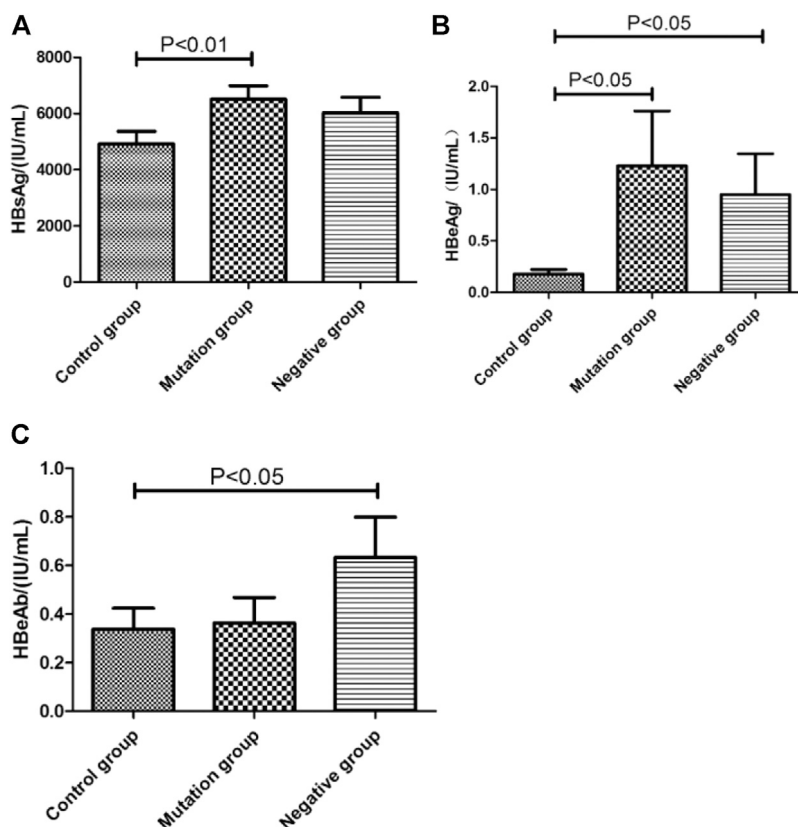 A
P<0.01
8000
6000
4000
2000
0
HBsAg/(IU/mL)
Control group
Mutation group
Negative group
B
P<0.05
P<0.05
2.0
1.5
1.0
0.5
0.0
HBeAg/（IU/mL）
Control group
Mutation group
Negative group
C
P<0.05
1.0
0.8
0.6
0.4
0.2
0.0
HBeAb/(IU/mL)
Control group
Mutation group
Negative group